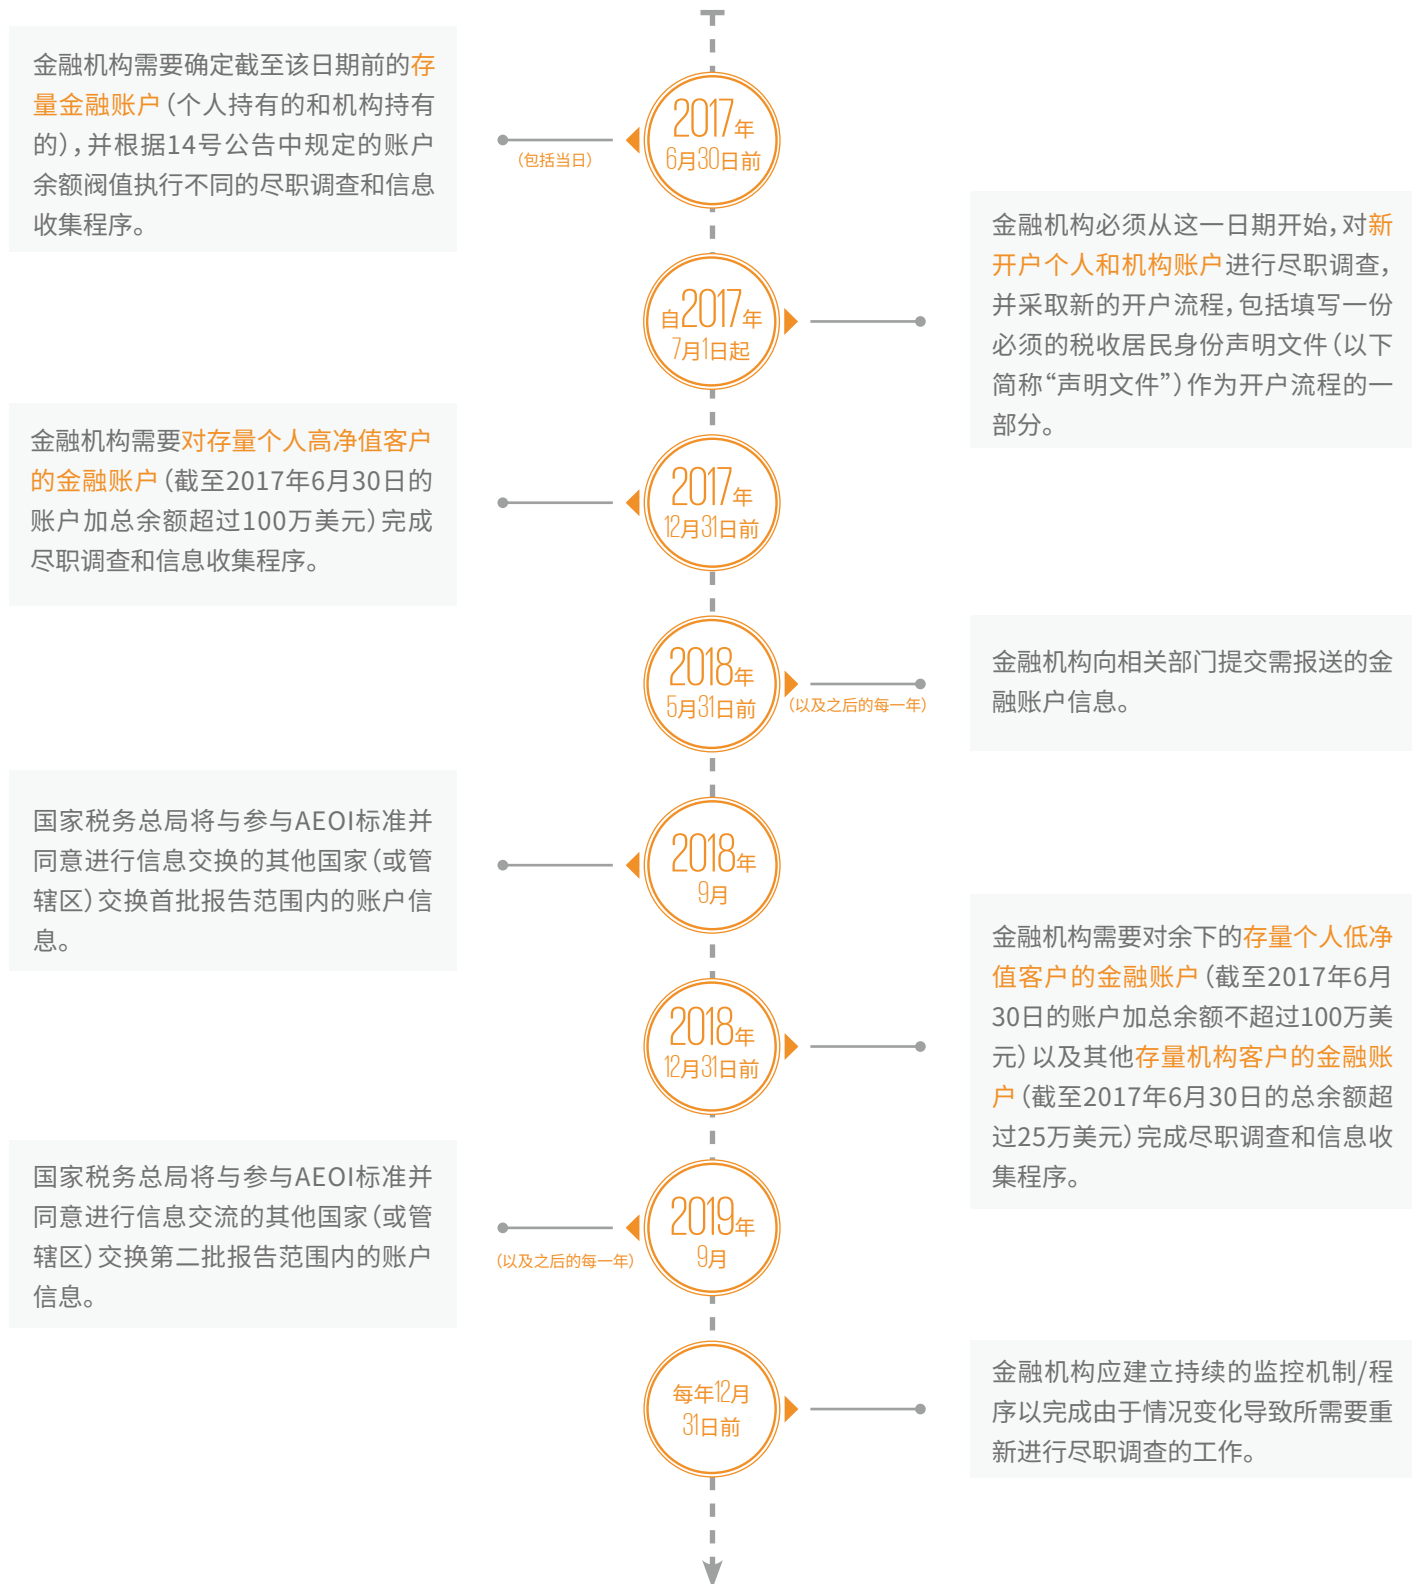 金融机构需要确定截至该日期前的存
量金融账户（个人持有的和机构持有
的），并根据14号公告中规定的账户
余额阀值执行不同的尽职调查和信息
收集程序。
（包括当日）
2017年
6月30日前
自2017年
7月1日起
金融机构必须从这一日期开始，对新
开户个人和机构账户进行尽职调查，
并采取新的开户流程，包括填写一份
必须的税收居民身份声明文件（以下
简称“声明文件”）作为开户流程的一
部分。
金融机构需要对存量个人高净值客户
的金融账户（截至2017年6月30日的
账户加总余额超过100万美元）完成
尽职调查和信息收集程序。
2017年
12月31日前
2018年
5月31日前
（以及之后的每一年）
金融机构向相关部门提交需报送的金
融账户信息。
国家税务总局将与参与AEOI标准并
同意进行信息交换的其他国家（或管
辖区）交换首批报告范围内的账户信
息。
2018年
9月
2018年
12月31日前
金融机构需要对余下的存量个人低净
值客户的金融账户（截至2017年6月
30日的账户加总余额不超过100万美
元）以及其他存量机构客户的金融账
户（截至2017年6月30日的总余额超
过25万美元）完成尽职调查和信息收
集程序。
国家税务总局将与参与AEOI标准并
同意进行信息交流的其他国家（或管
辖区）交换第二批报告范围内的账户
信息。
（以及之后的每一年）
2019年
9月
每年12月
31日前
金融机构应建立持续的监控机制/程
序以完成由于情况变化导致所需要重
新进行尽职调查的工作。